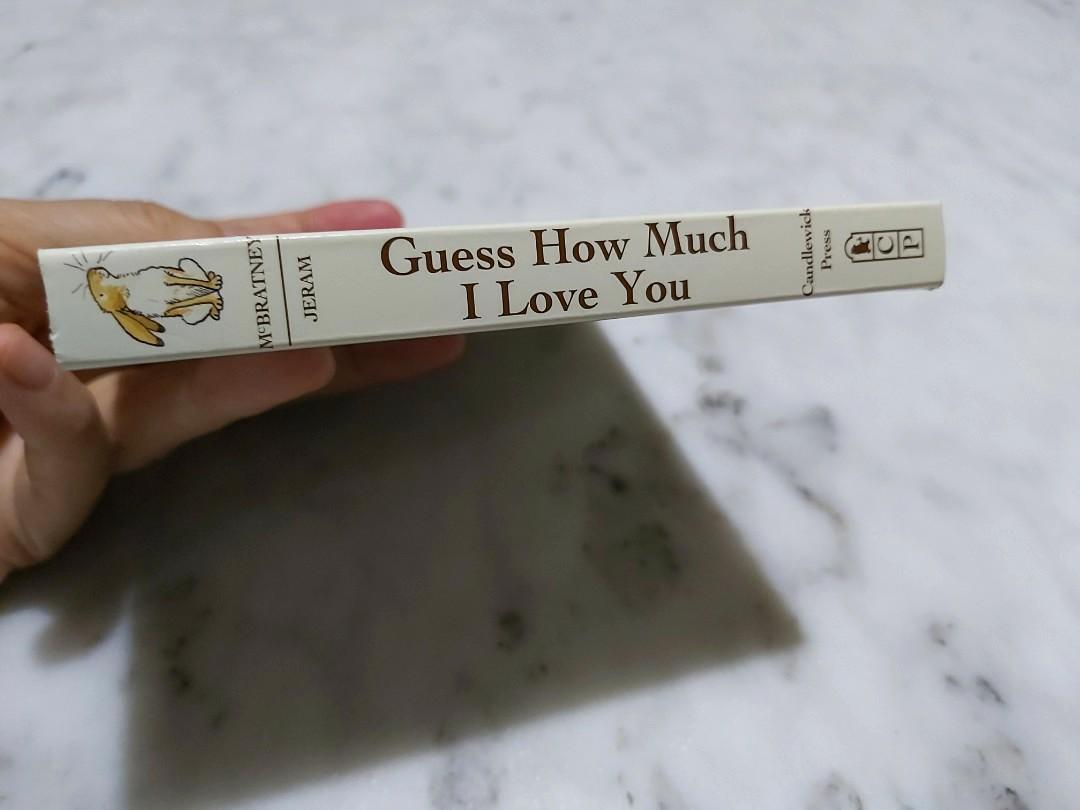 McBRATNEY
JERAM
Guess How Much
I Love You
Candlewick
Press
C P